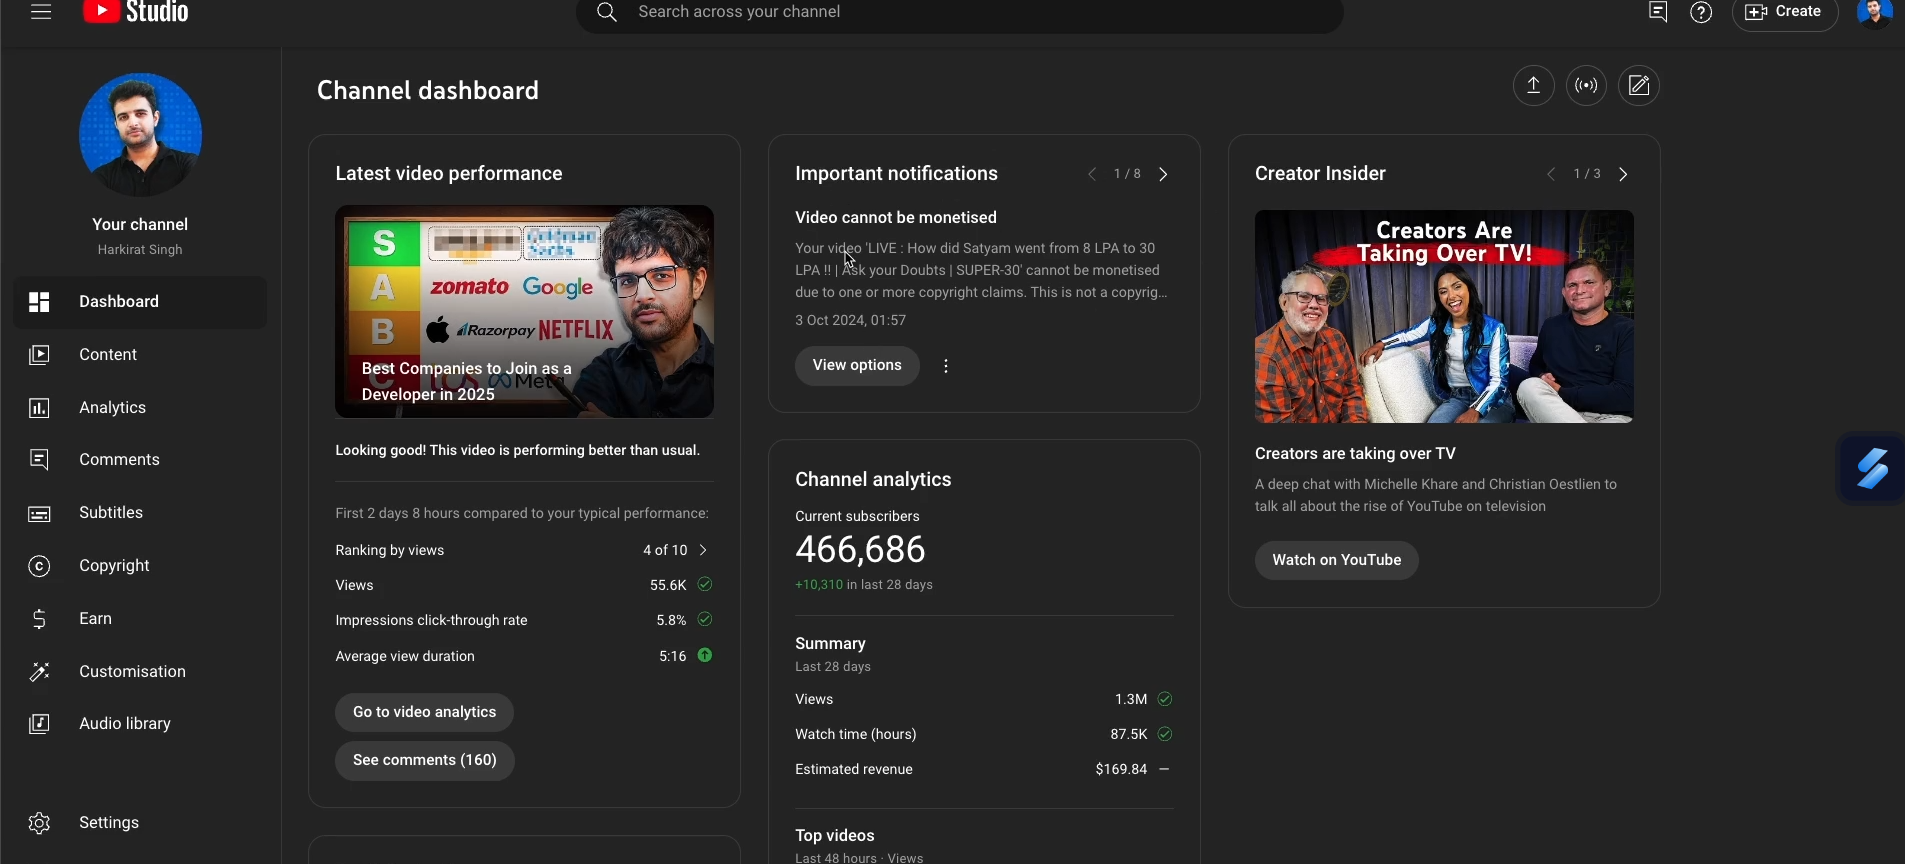 Studio
Search across your channel
Create
Your channel
Harkirat Singh
Dashboard
Content
Analytics
Comments
Subtitles
Copyright
Earn
Customisation
Audio library
Settings
Channel dashboard
Latest video performance
S
A
B
C
zomato Google
Razorpay NETFLIX
Meta
Best Companies to Join as a
Developer in 2025
Looking good! This video is performing better than usual.
First 2 days 8 hours compared to your typical performance:
Ranking by views 4 of 10
Views 55.6K
Impressions click-through rate 5.8%
Average view duration 5:16
Go to video analytics
See comments (160)
Important notifications 1 / 8
Video cannot be monetised
Your video 'LIVE : How did Satyam went from 8 LPA to 30
LPA !! | Ask your Doubts | SUPER-30' cannot be monetised
due to one or more copyright claims. This is not a copyrig...
3 Oct 2024, 01:57
View options
Channel analytics
Current subscribers
466,686
+10,310 in last 28 days
Summary
Last 28 days
Views 1.3M
Watch time (hours) 87.5K
Estimated revenue $169.84 —
Top videos
Last 48 hours · Views
Creator Insider 1 / 3
Creators Are
Taking Over TV!
Creators are taking over TV
A deep chat with Michelle Khare and Christian Oestlien to
talk all about the rise of YouTube on television
Watch on YouTube